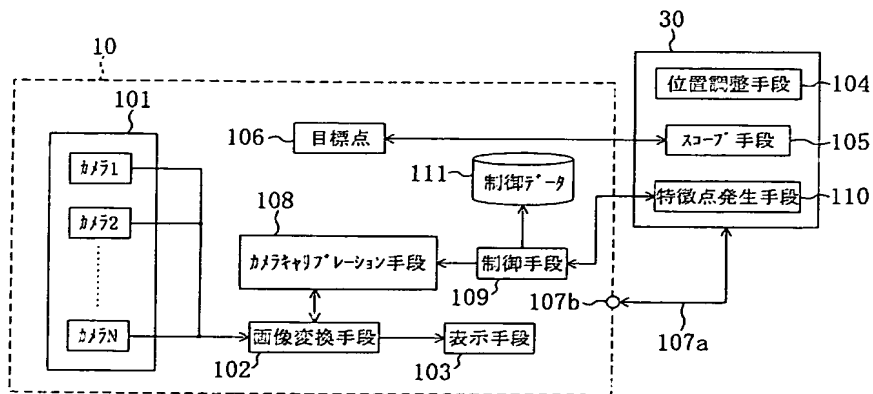 10
30
101
位置調整手段
104
106
目標点
スコープ手段
105
カメラ1
111
制御データ
特徴点発生手段
110
カメラ2
108
カメラキャリブレーション手段
制御手段
109
107b
107a
カメラN
画像変換手段
102
表示手段
103